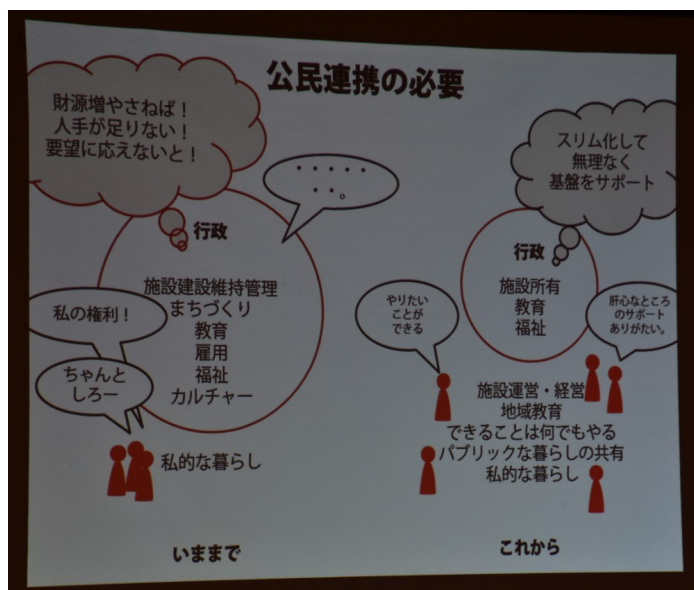 公民連携の必要
財源増やさねば！
人手が足りない！
要望に応えないと！
・・・・・
・・。
行政
施設建設維持管理
まちづくり
教育
雇用
福祉
カルチャー
私の権利！
ちゃんと
しろー
私的な暮らし
いままで
スリム化して
無理なく
基盤をサポート
行政
施設所有
教育
福祉
やりたい
ことが
できる
肝心なところ
のサポート
ありがたい。
施設運営・経営
地域教育
できることは何でもやる
パブリックな暮らしの共有
私的な暮らし
これから